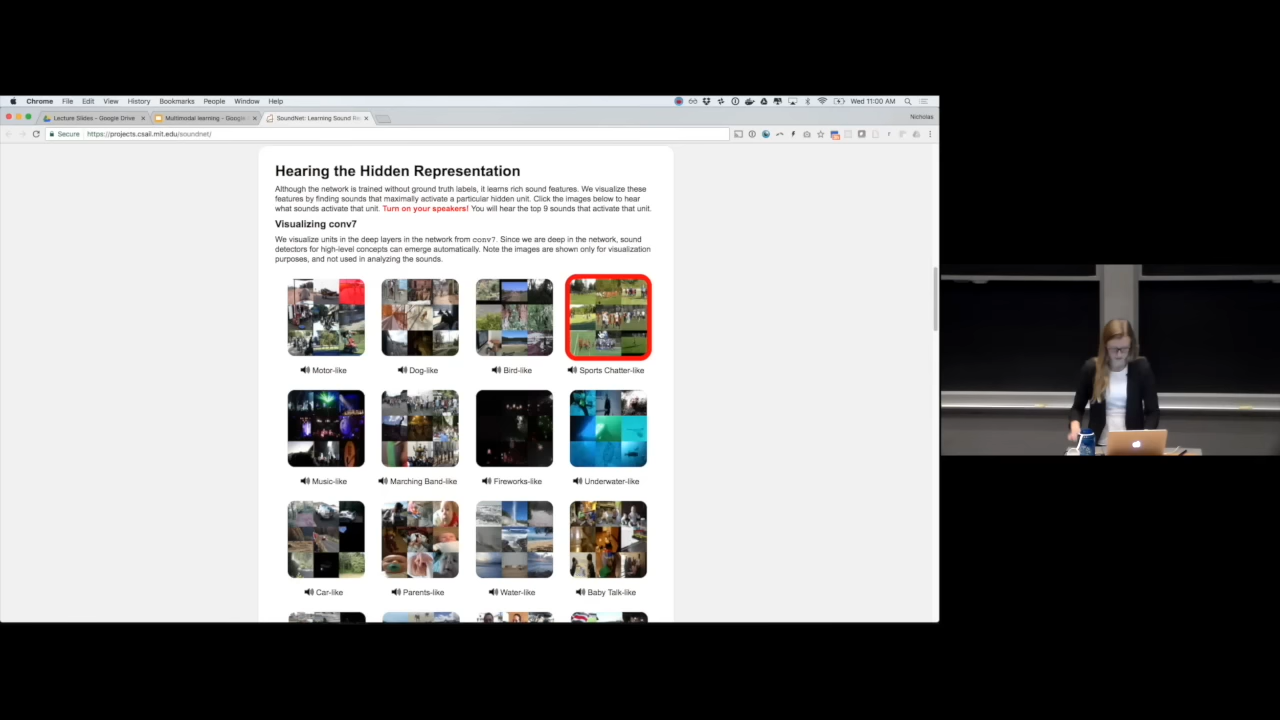 Chrome File Edit View History Bookmarks People Window Help
Wed 11:00 AM
Lecture Slides - Google Drive
Multimodal learning - Google
SoundNet: Learning Sound Re
Nicholas
Secure
https://projects.csail.mit.edu/soundnet/
Hearing the Hidden Representation
Although the network is trained without ground truth labels, it learns rich sound features. We visualize these
features by finding sounds that maximally activate a particular hidden unit. Click the images below to hear
what sounds activate that unit. Turn on your speakers! You will hear the top 9 sounds that activate that unit.
Visualizing conv7
We visualize units in the deep layers in the network from conv7. Since we are deep in the network, sound
detectors for high-level concepts can emerge automatically. Note the images are shown only for visualization
purposes, and not used in analyzing the sounds.
Motor-like
Dog-like
Bird-like
Sports Chatter-like
Music-like
Marching Band-like
Fireworks-like
Underwater-like
Car-like
Parents-like
Water-like
Baby Talk-like